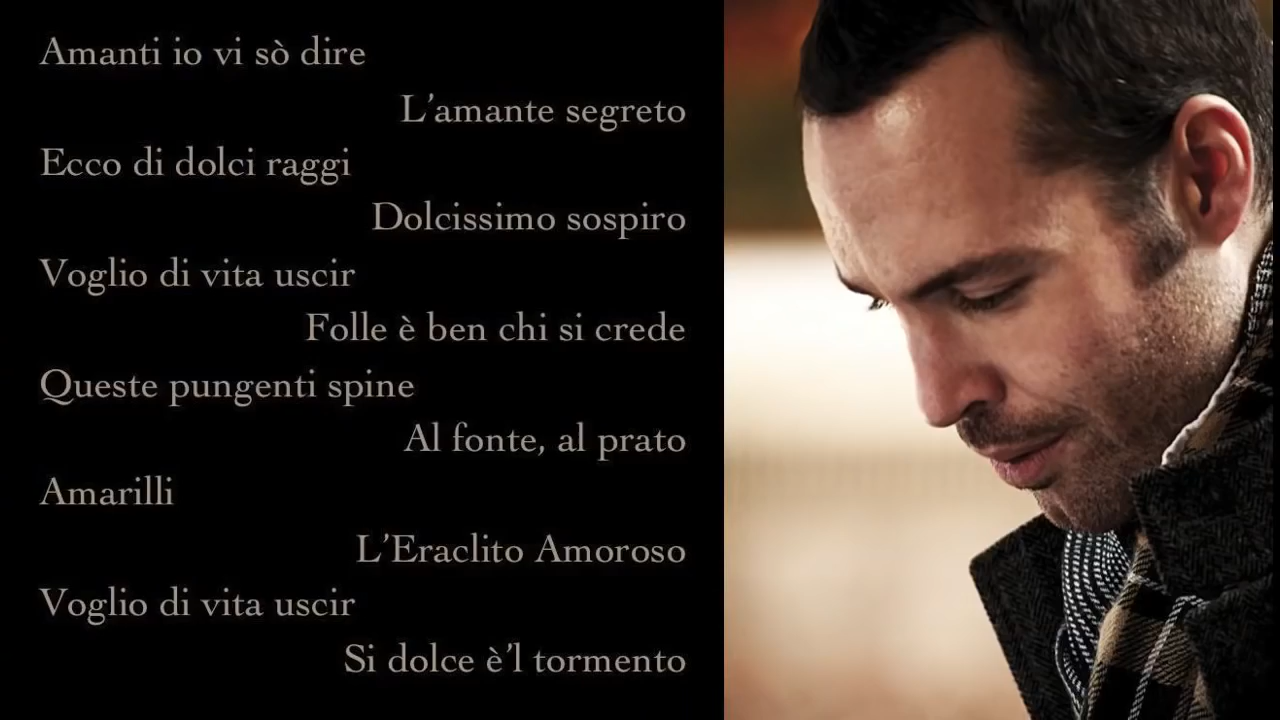 Amanti io vi sò dire
L’amante segreto
Ecco di dolci raggi
Dolcissimo sospiro
Voglio di vita uscir
Folle è ben chi si crede
Queste pungenti spine
Al fonte, al prato
Amarilli
L’Eraclito Amoroso
Voglio di vita uscir
Si dolce è’l tormento